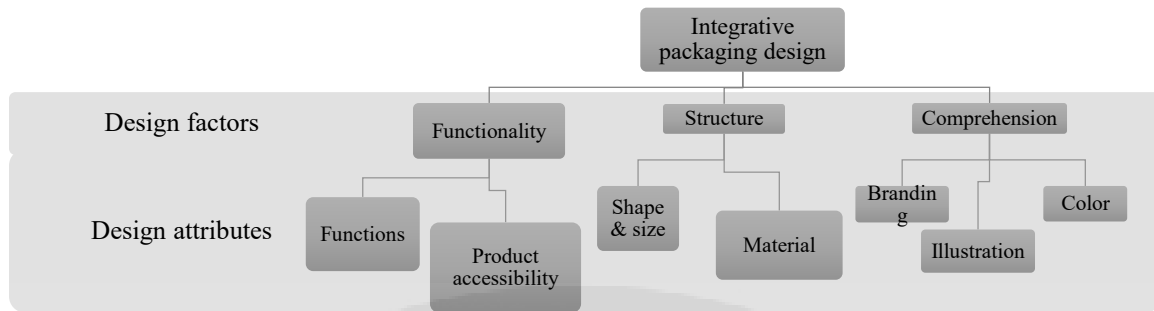 Integrative
packaging design
Design factors
Functionality
Structure
Comprehension
Design attributes
Functions
Product
accessibility
Shape
& size
Material
Brandin
g
Illustration
Color